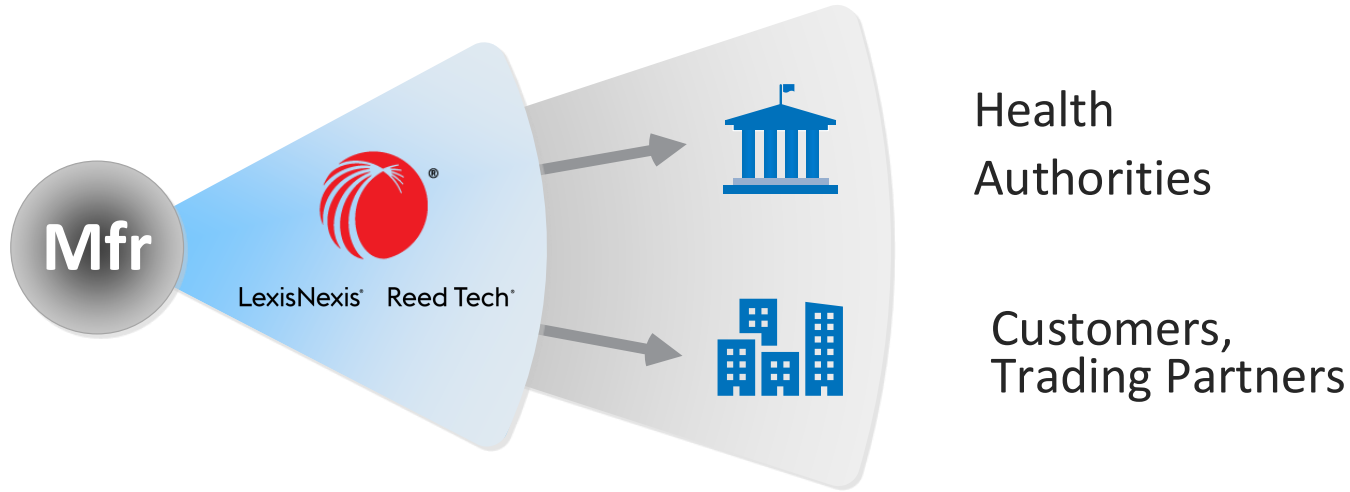 Mfr
LexisNexis® Reed Tech®
®
Health
Authorities
Customers,
Trading Partners